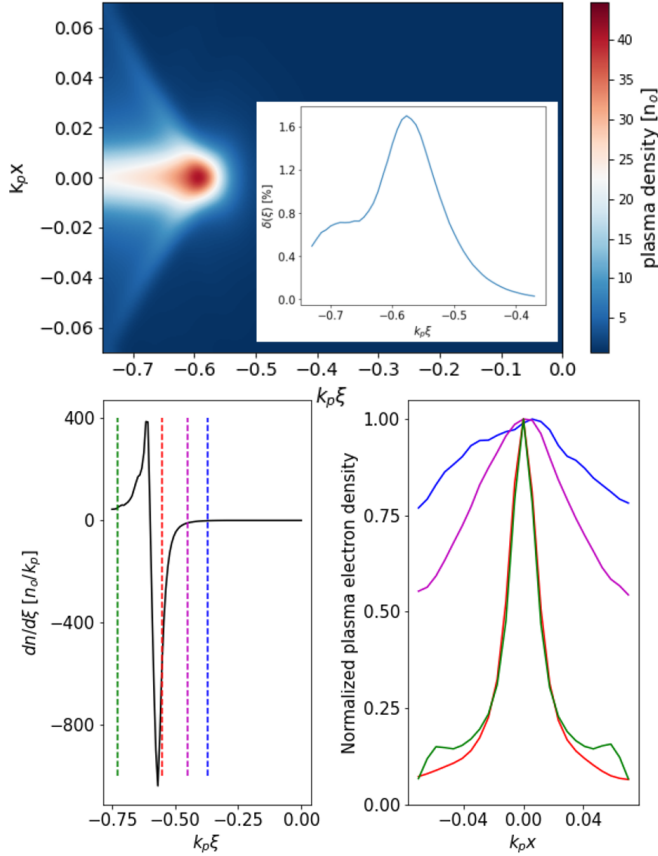 0.06
0.04
0.02
0.00
−0.02
−0.04
−0.06
Kₚx
−0.7 −0.6 −0.5 −0.4 −0.3 −0.2 −0.1 0.0
kₚξ
1.6
1.2
0.8
0.4
0.0
δ(ξ) [%]
−0.7 −0.6 −0.5 −0.4
kₚξ
40
35
30
25
20
15
10
5
plasma density [nₒ]
400
0
−400
−800
dn/dξ [nₒ/kₚ]
−0.75 −0.50 −0.25 0.00
kₚξ
1.00
0.75
0.50
0.25
0.00
Normalized plasma electron density
−0.04 0.00 0.04
kₚx